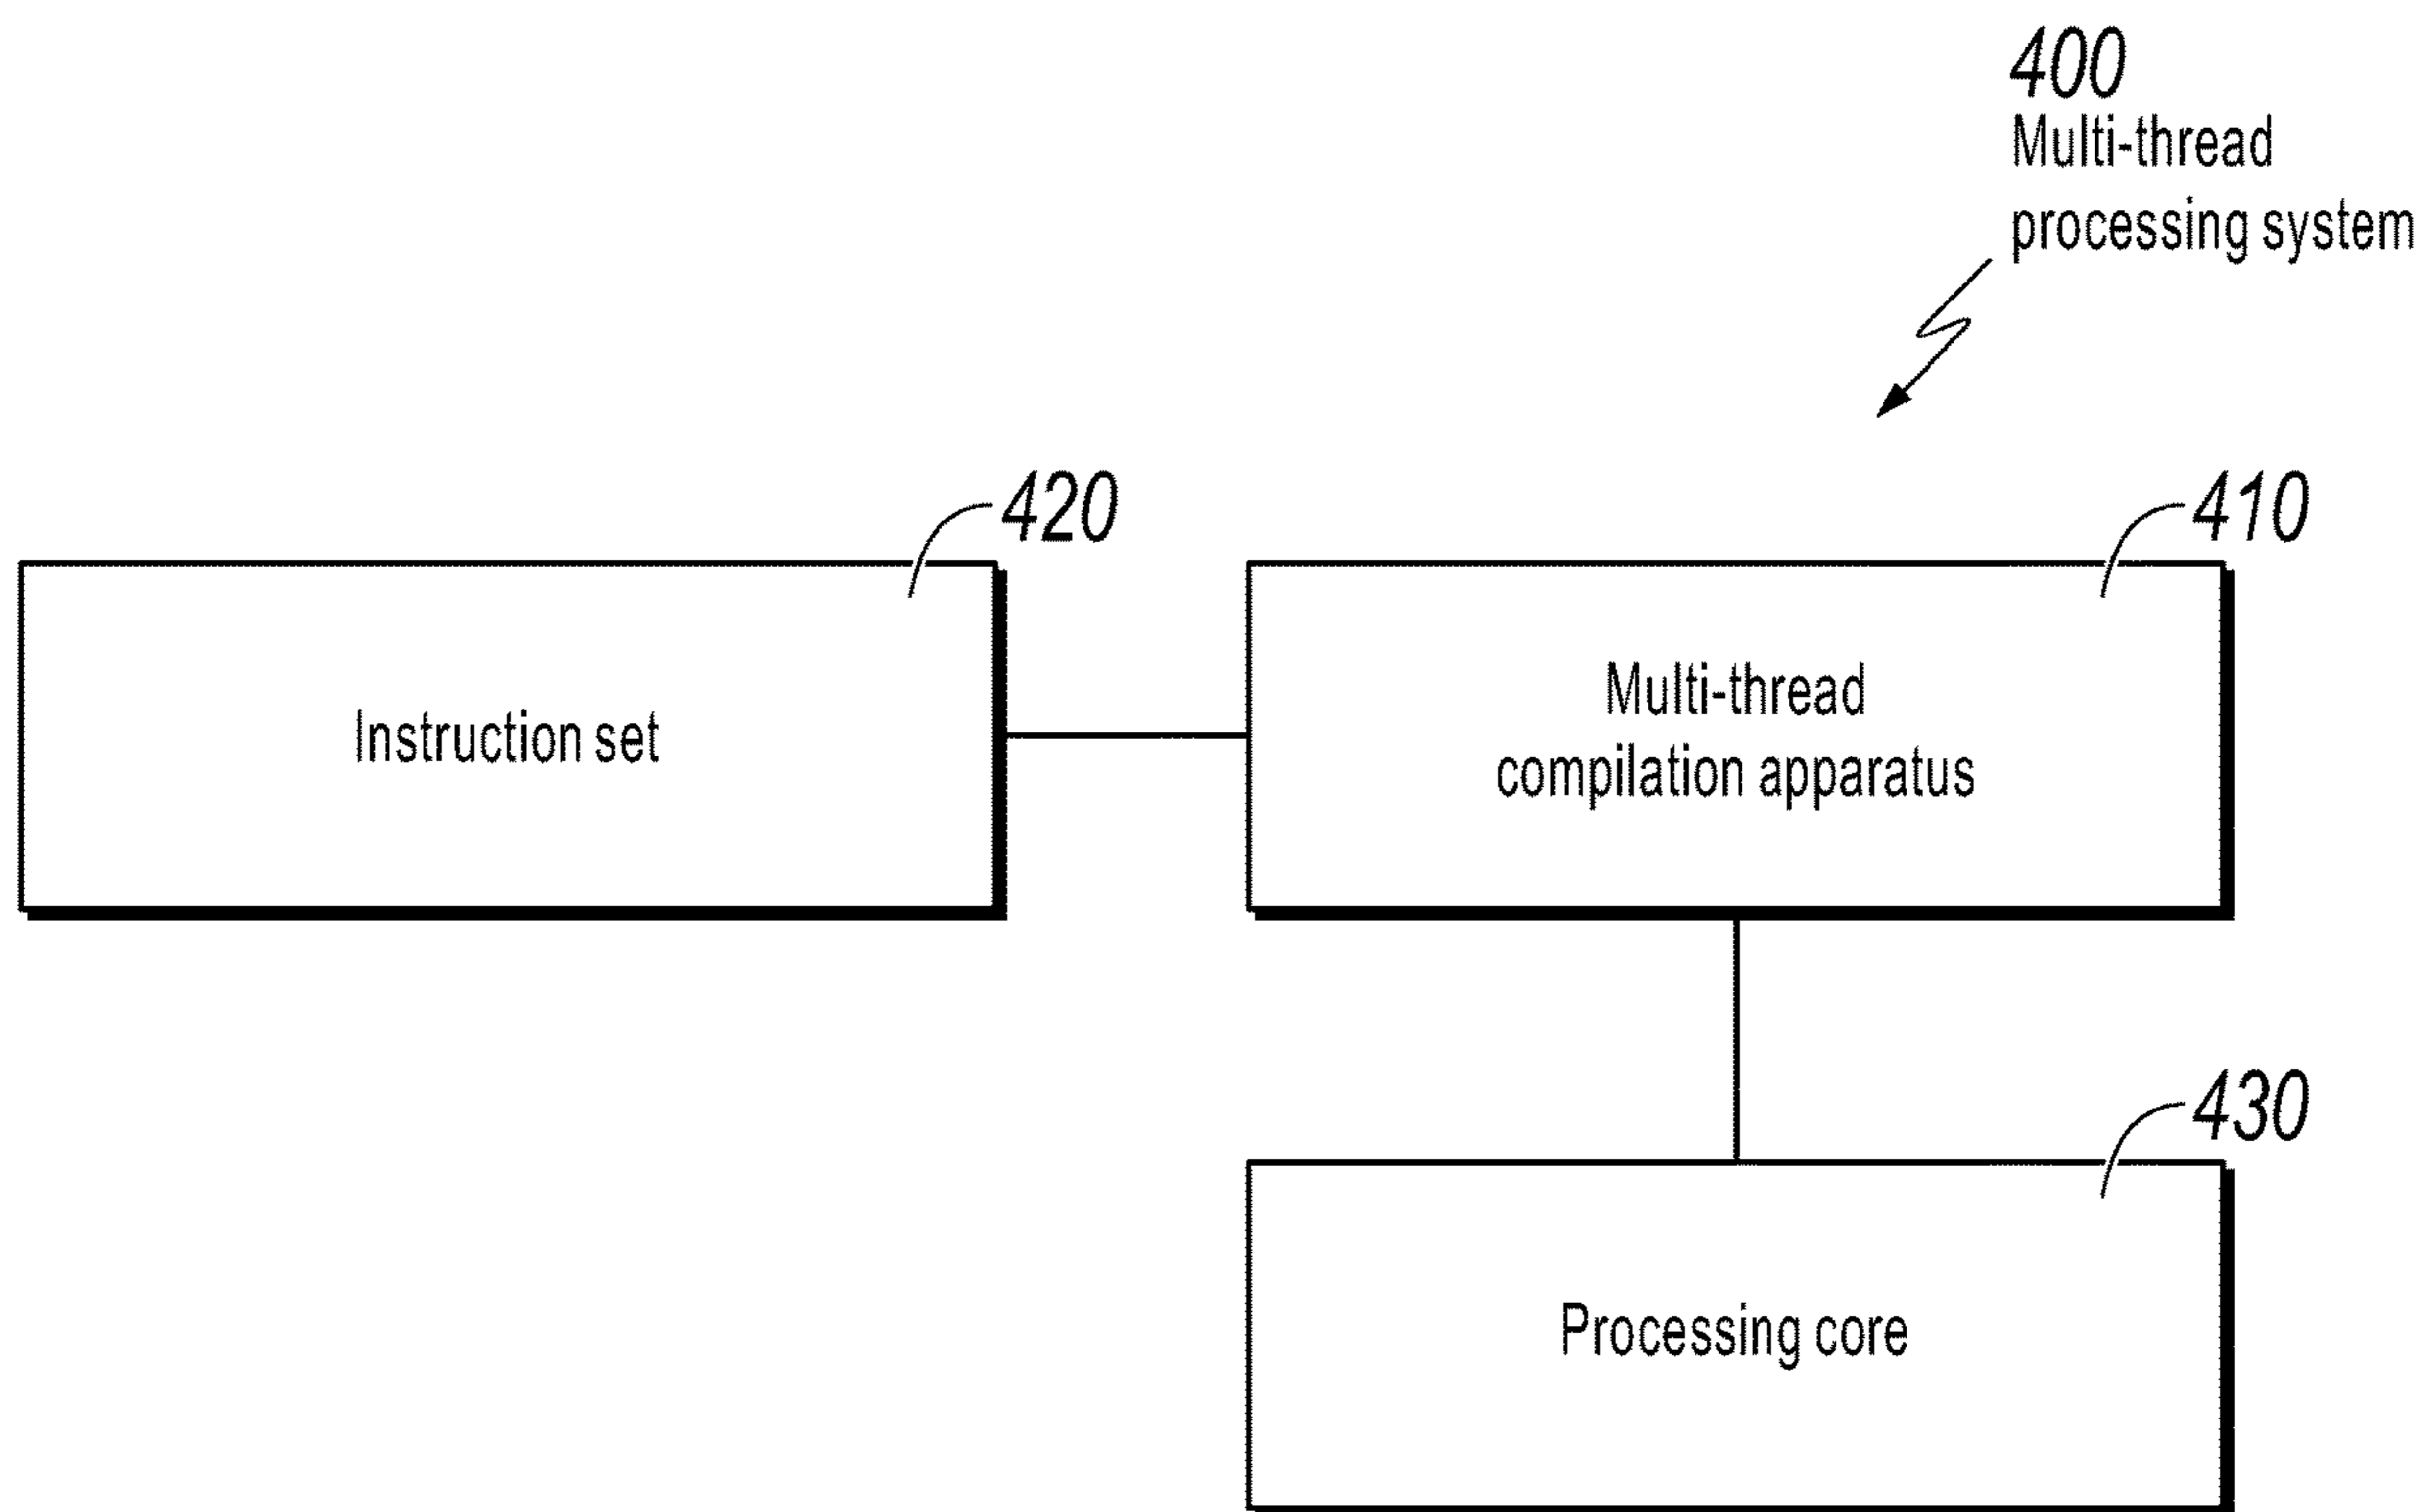 400
Multi-thread
processing system
420
410
Instruction set
Multi-thread
compilation apparatus
430
Processing core